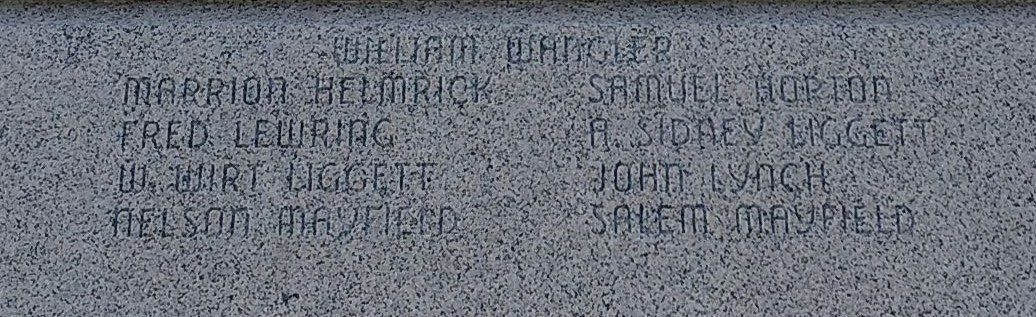 WILLIAM WANGLER
MARRION HELMRICK SAMUEL HORTON
FRED LEWRING A. SIDNEY LIGGETT
W. WIRT LIGGETT JOHN LYNCH
NELSON MAYFIELD SALEM MAYFIELD